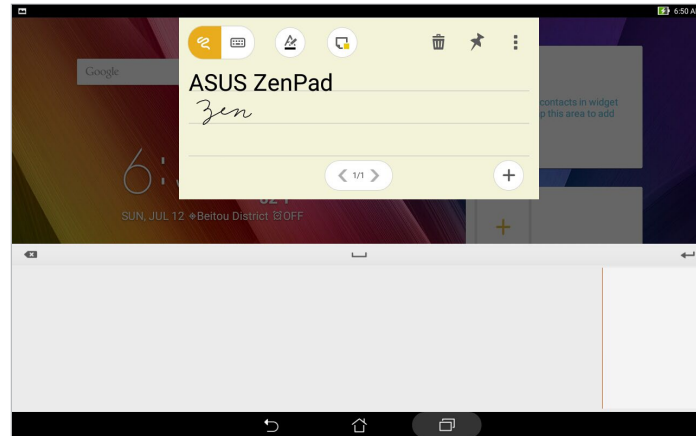 6:50 A
Google
ASUS ZenPad
Zen
contacts in widget
p this area to add
1/1
6:
SUN, JUL 12 Beitou District OFF